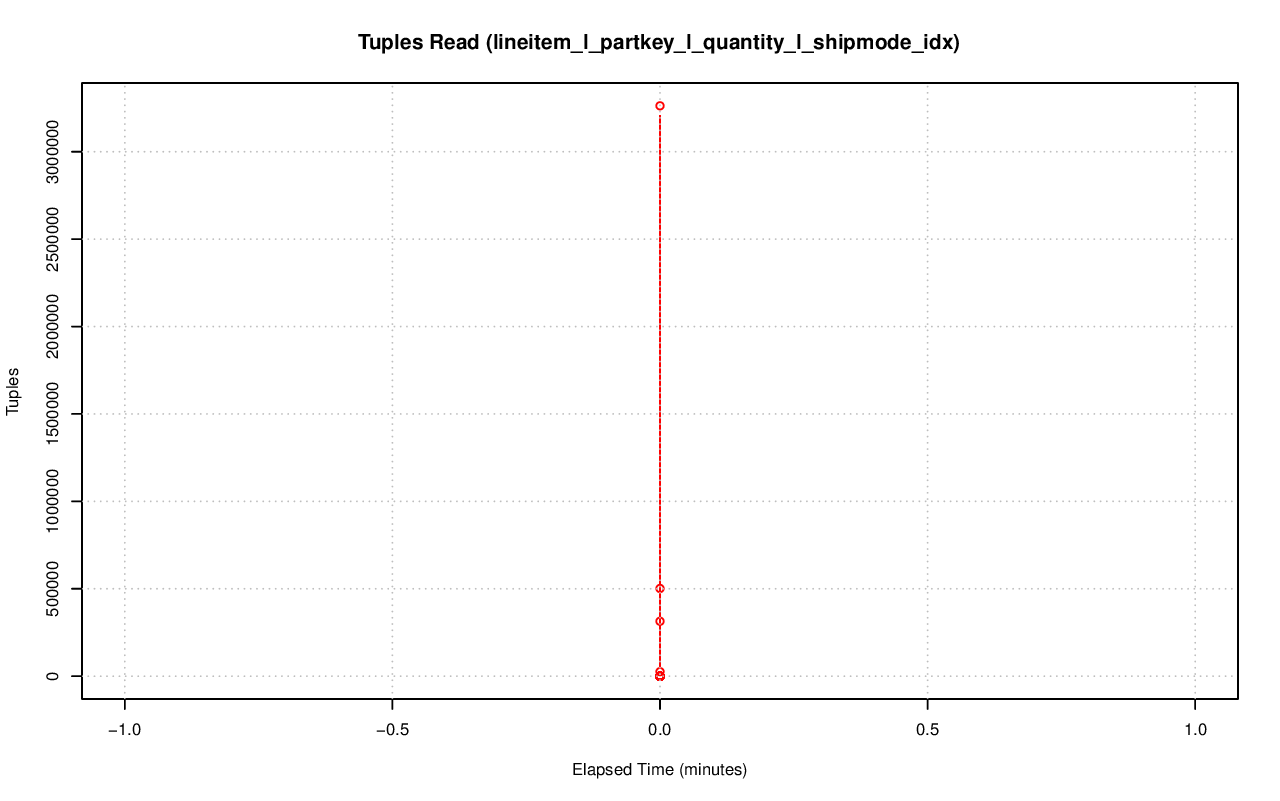 Tuples Read (lineitem_l_partkey_l_quantity_l_shipmode_idx)
Tuples
3000000
2500000
2000000
1500000
1000000
500000
0
−1.0 −0.5 0.0 0.5 1.0
Elapsed Time (minutes)